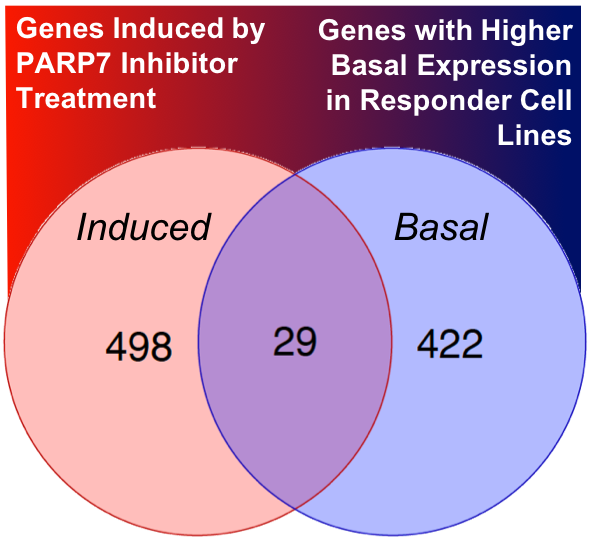 Genes Induced by
PARP7 Inhibitor
Treatment
Genes with Higher
Basal Expression
in Responder Cell
Lines
Induced
Basal
498
29
422